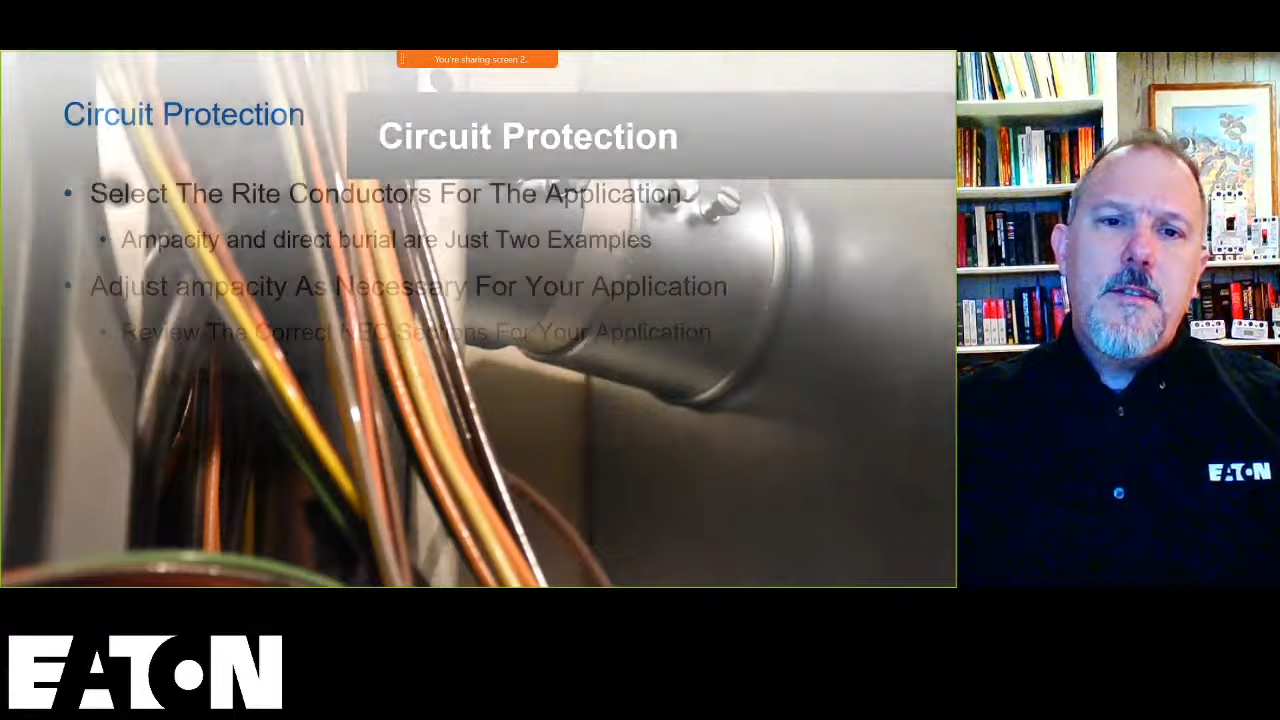 You're sharing screen 2.
Circuit Protection
Circuit Protection
• Select The Rite Conductors For The Application
• Ampacity and direct burial are Just Two Examples
• Adjust ampacity As Necessary For Your Application
• Review The Correct NEC Sections For Your Application
EATON
EATON